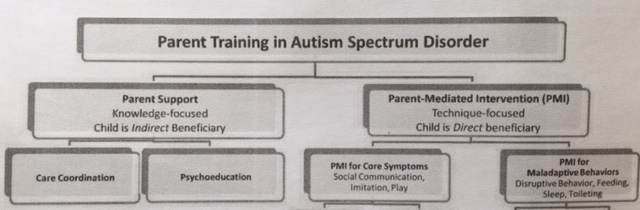 Parent Training in Autism Spectrum Disorder
Parent Support
Knowledge-focused
Child is Indirect Beneficiary
Parent-Mediated Intervention (PMI)
Technique-focused
Child is Direct beneficiary
Care Coordination
Psychoeducation
PMI for Core Symptoms
Social Communication,
Imitation, Play
PMI for
Maladaptive Behaviors
Disruptive Behavior, Feeding,
Sleep, Toileting